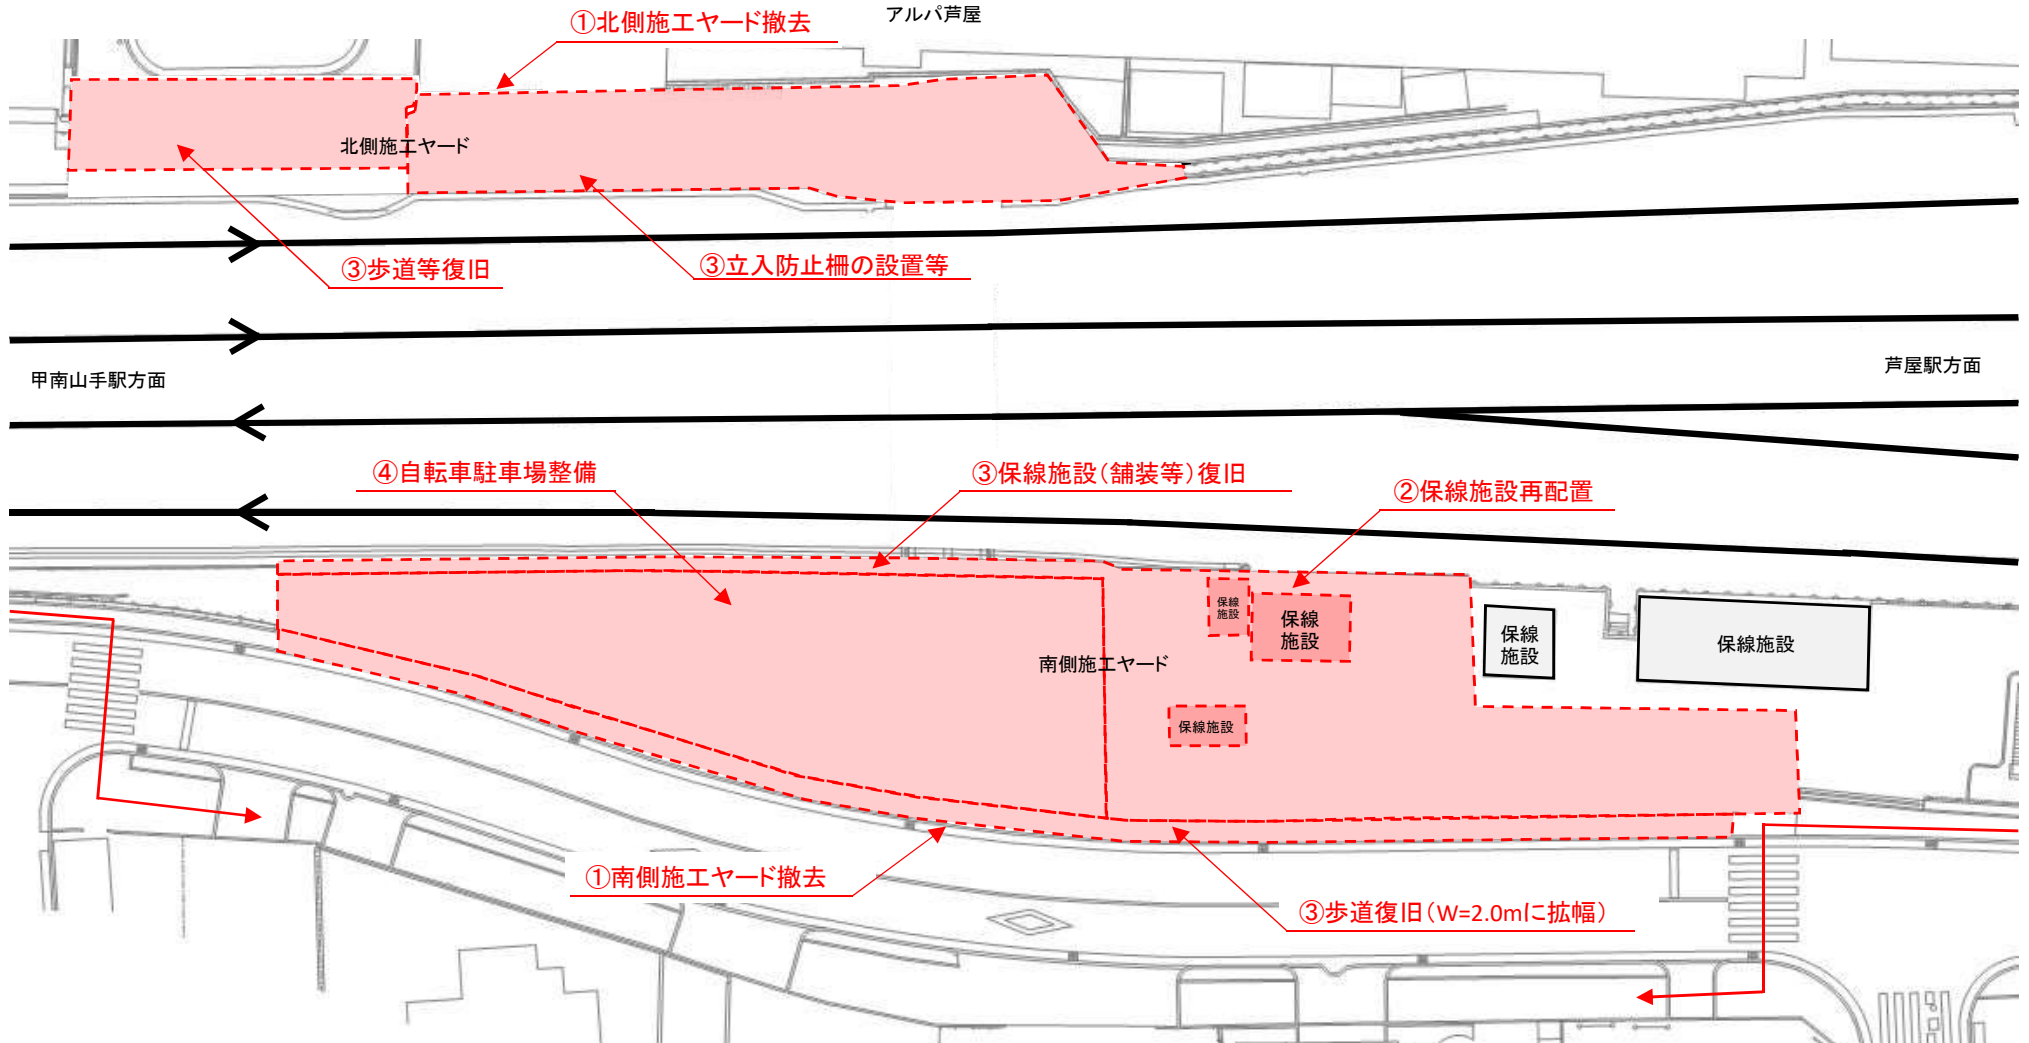 アルパ芦屋
①北側施工ヤード撤去
北側施工ヤード
③歩道等復旧
③立入防止柵の設置等
甲南山手駅方面
芦屋駅方面
④自転車駐車場整備
③保線施設(舗装等)復旧
②保線施設再配置
保線
施設
保線
施設
保線
施設
保線施設
南側施工ヤード
保線施設
①南側施工ヤード撤去
③歩道復旧(W=2.0mに拡幅)